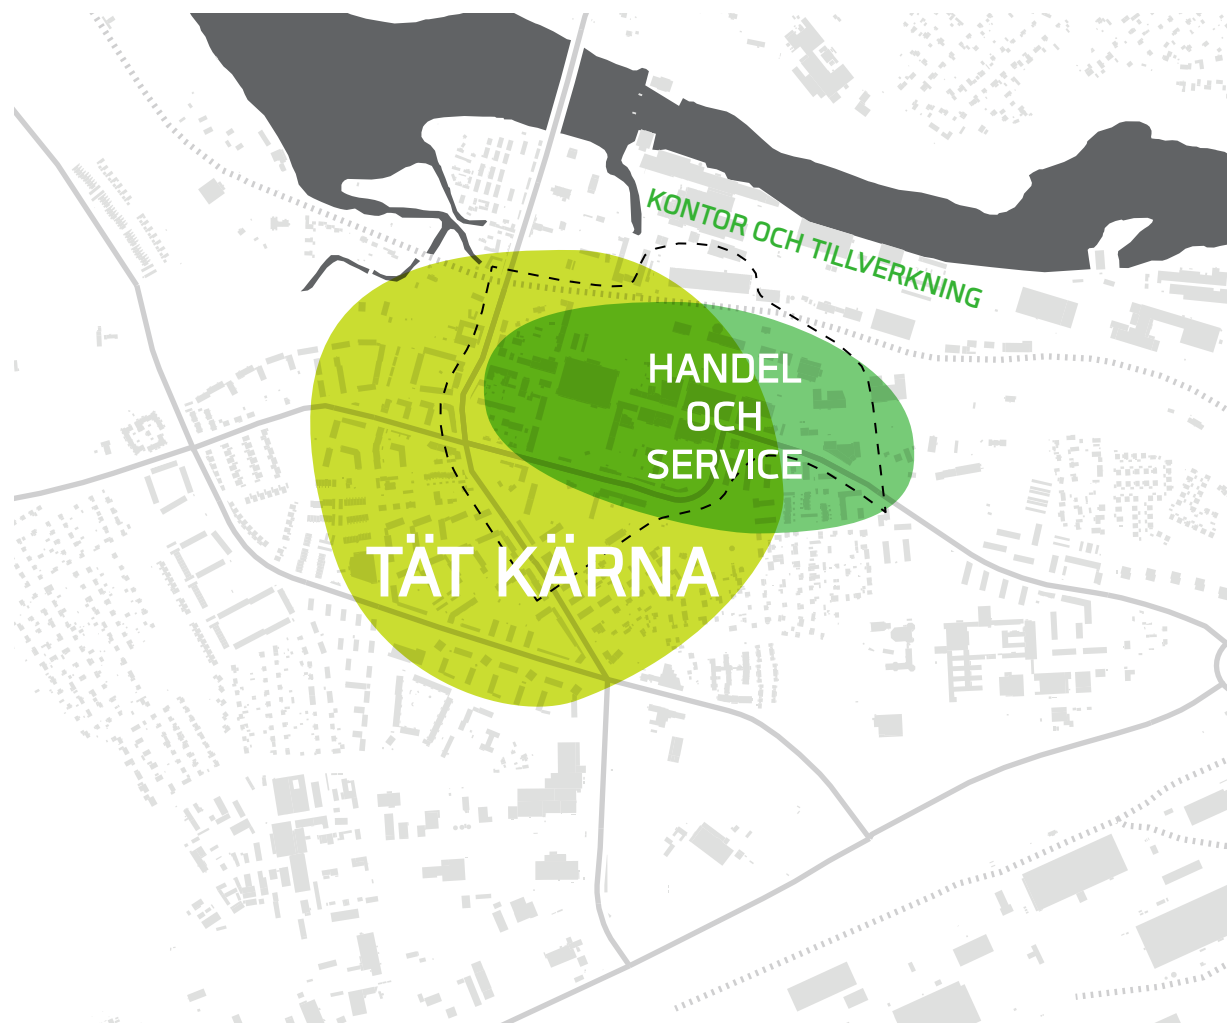 KONTOR OCH TILLVERKNING
HANDEL
OCH
SERVICE
TÄT KÄRNA